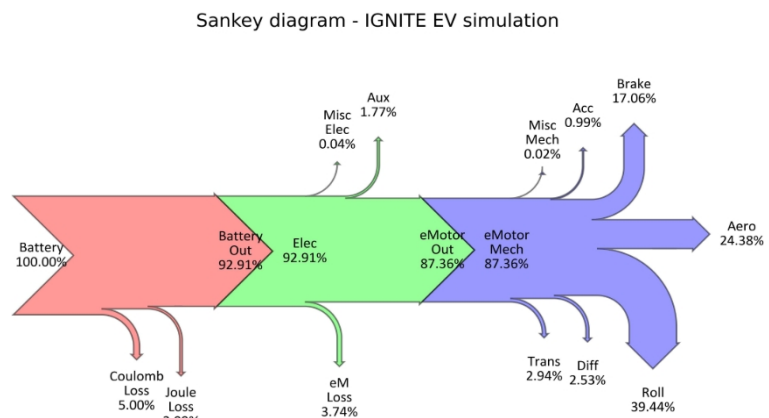 Sankey diagram - IGNITE EV simulation
Brake
17.06%
Aux
1.77%
Acc
0.99%
Misc
Elec
0.04%
Misc
Mech
0.02%
Battery
100.00%
Battery
Out
92.91%
Elec
92.91%
eMotor
Out
87.36%
eMotor
Mech
87.36%
Aero
24.38%
Coulomb
Loss
5.00%
Joule
Loss
eM
Loss
3.74%
Trans
2.94%
Diff
2.53%
Roll
39.44%